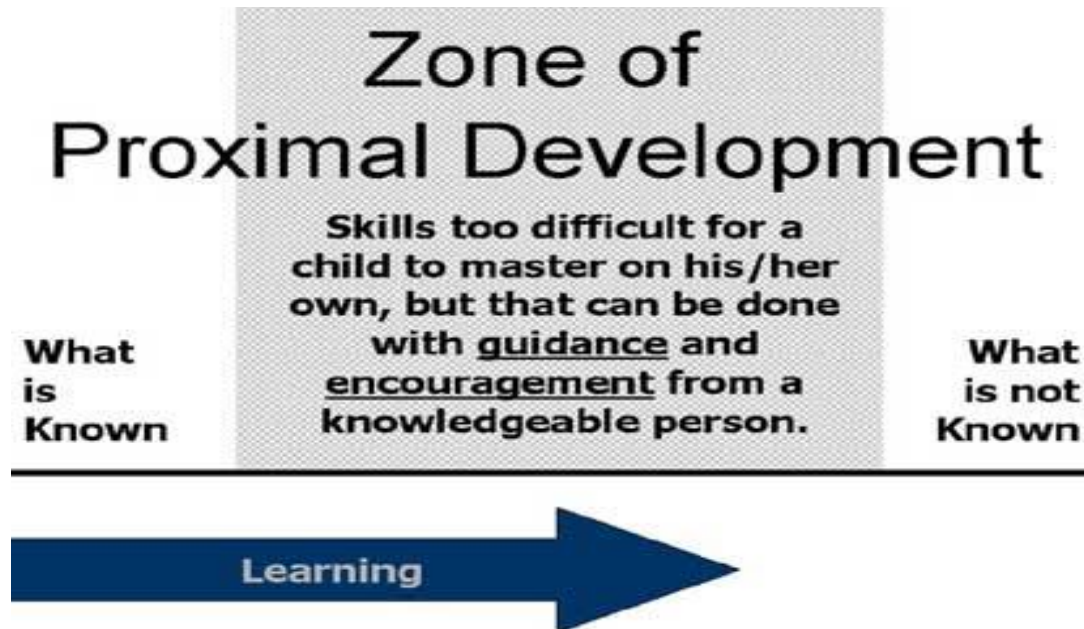 Zone of
Proximal Development
Skills too difficult for a
child to master on his/her
own, but that can be done
with guidance and
encouragement from a
knowledgeable person.
What
is
Known
What
is not
Known
Learning